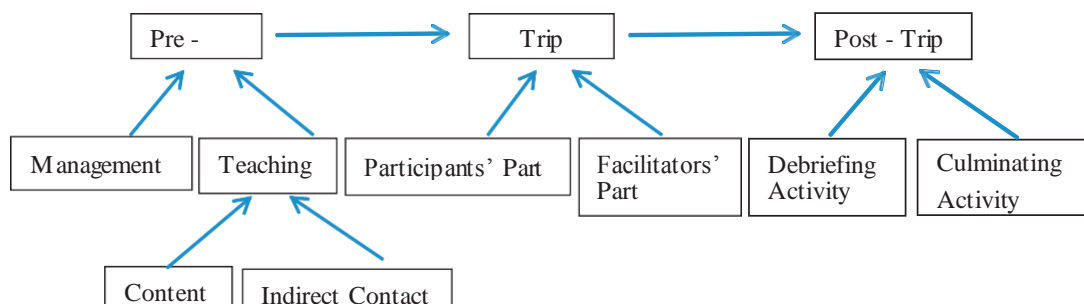 Pre -
Trip
Post - Trip
Management
Teaching
Participants’ Part
Facilitators’
Part
Debriefing
Activity
Culminating
Activity
Content
Indirect Contact